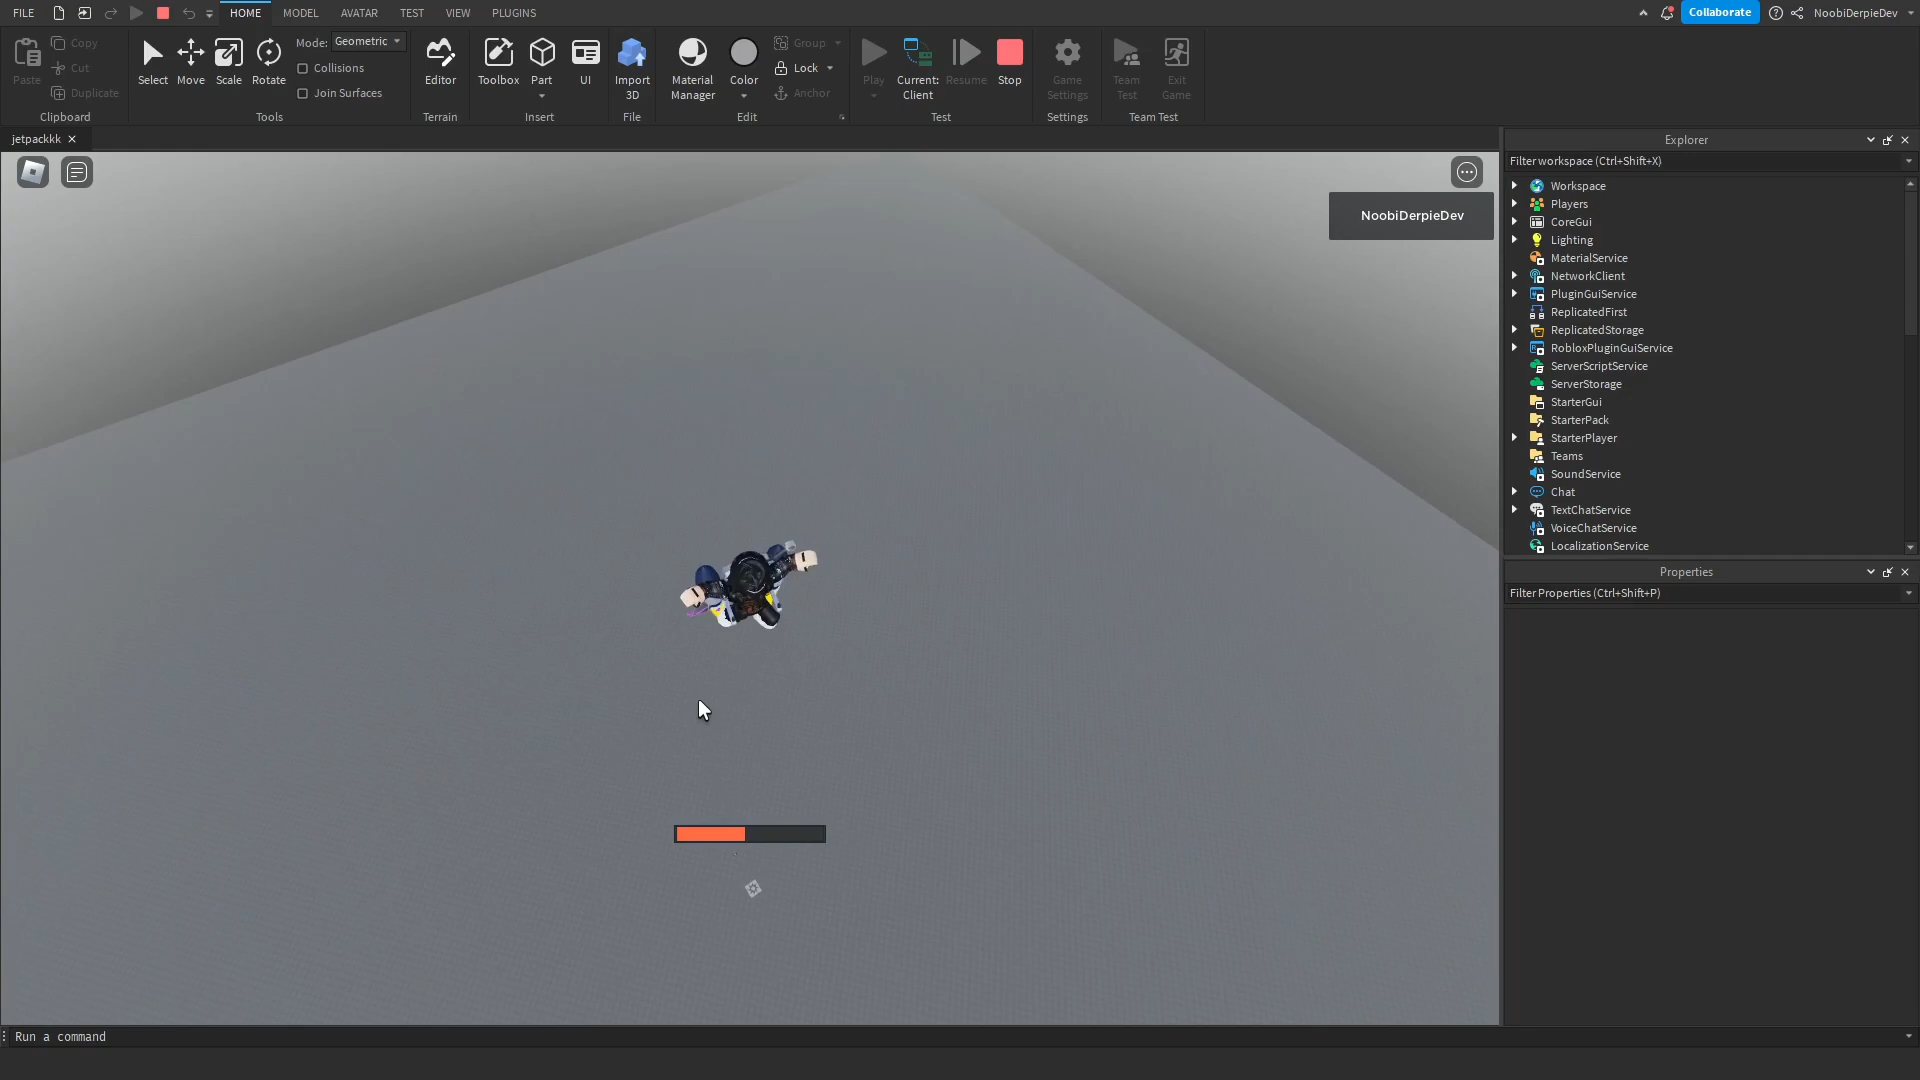 FILE
HOME
MODEL
AVATAR
TEST
VIEW
PLUGINS
Collaborate
NoobiDerpieDev
Paste
Copy
Cut
Duplicate
Clipboard
Select
Move
Scale
Rotate
Mode: Geometric
Collisions
Join Surfaces
Tools
Editor
Terrain
Toolbox
Part
UI
Insert
Import
3D
File
Material
Manager
Color
Group
Lock
Anchor
Edit
Play
Current:
Client
Resume
Stop
Test
Game
Settings
Settings
Team
Test
Exit
Game
Team Test
jetpackkk
NoobiDerpieDev
Explorer
Filter workspace (Ctrl+Shift+X)
Workspace
Players
CoreGui
Lighting
MaterialService
NetworkClient
PluginGuiService
ReplicatedFirst
ReplicatedStorage
RobloxPluginGuiService
ServerScriptService
ServerStorage
StarterGui
StarterPack
StarterPlayer
Teams
SoundService
Chat
TextChatService
VoiceChatService
LocalizationService
Properties
Filter Properties (Ctrl+Shift+P)
Run a command